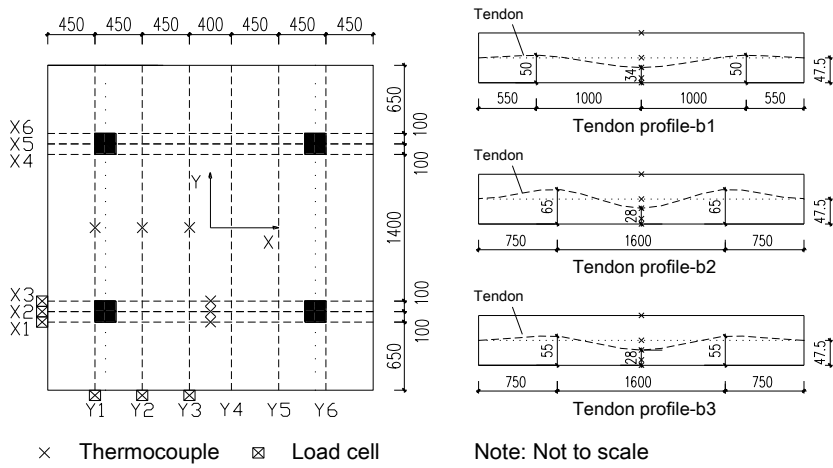 450 450 450 400 450 450 450
X6
X5
X4
X3
X2
X1
Y
X
650
100
100
1400
100
100
650
Y1 Y2 Y3 Y4 Y5 Y6
Tendon
50 34 50 47.5
550 1000 1000 550
Tendon profile-b1
Tendon
65 28 65 47.5
750 1600 750
Tendon profile-b2
Tendon
55 28 55 47.5
750 1600 750
Tendon profile-b3
Thermocouple Load cell Note: Not to scale